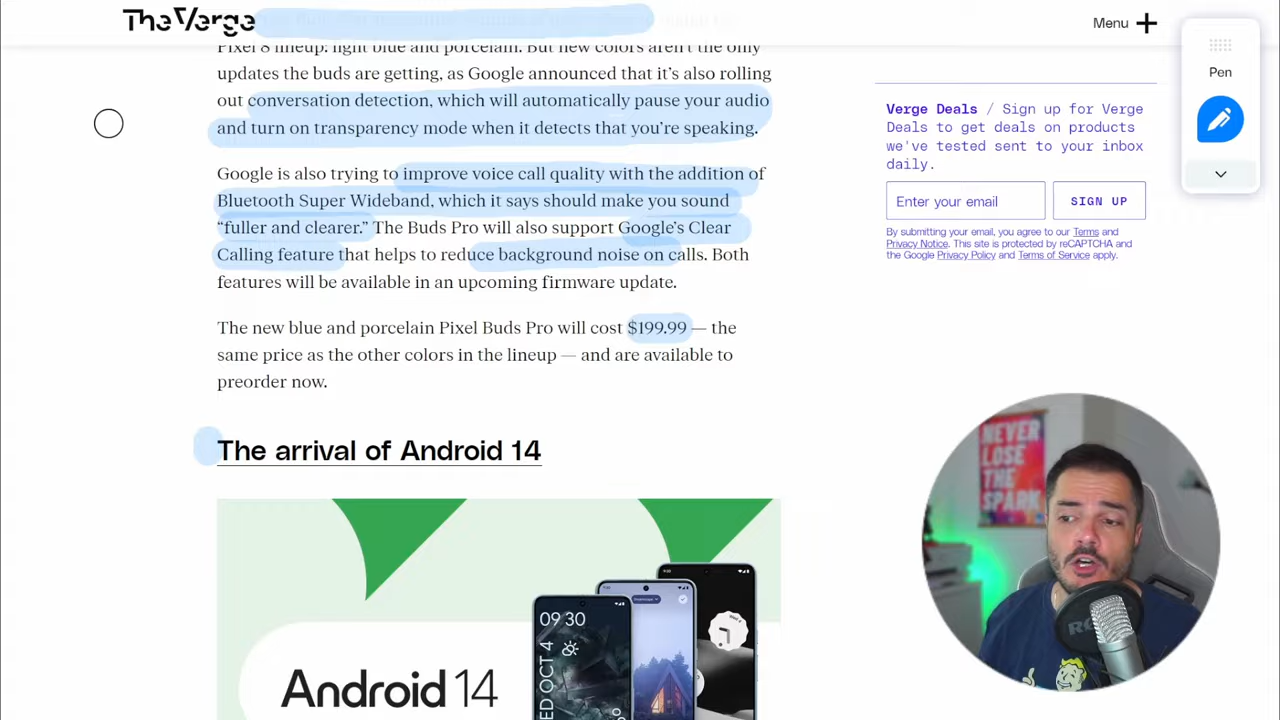 The Verge
Menu
Pixel 8 lineup: light blue and porcelain. But new colors aren't the only
updates the buds are getting, as Google announced that it's also rolling
out conversation detection, which will automatically pause your audio
and turn on transparency mode when it detects that you're speaking.
Google is also trying to improve voice call quality with the addition of
Bluetooth Super Wideband, which it says should make you sound
“fuller and clearer.” The Buds Pro will also support Google's Clear
Calling feature that helps to reduce background noise on calls. Both
features will be available in an upcoming firmware update.
The new blue and porcelain Pixel Buds Pro will cost $199.99 — the
same price as the other colors in the lineup — and are available to
preorder now.
The arrival of Android 14
Android 14
09:30
WED OCT 4
Verge Deals / Sign up for Verge
Deals to get deals on products
we've tested sent to your inbox
daily.
Enter your email
SIGN UP
By submitting your email, you agree to our Terms and
Privacy Notice. This site is protected by reCAPTCHA and
the Google Privacy Policy and Terms of Service apply.
Pen
NEVER
LOSE
THE
SPARK